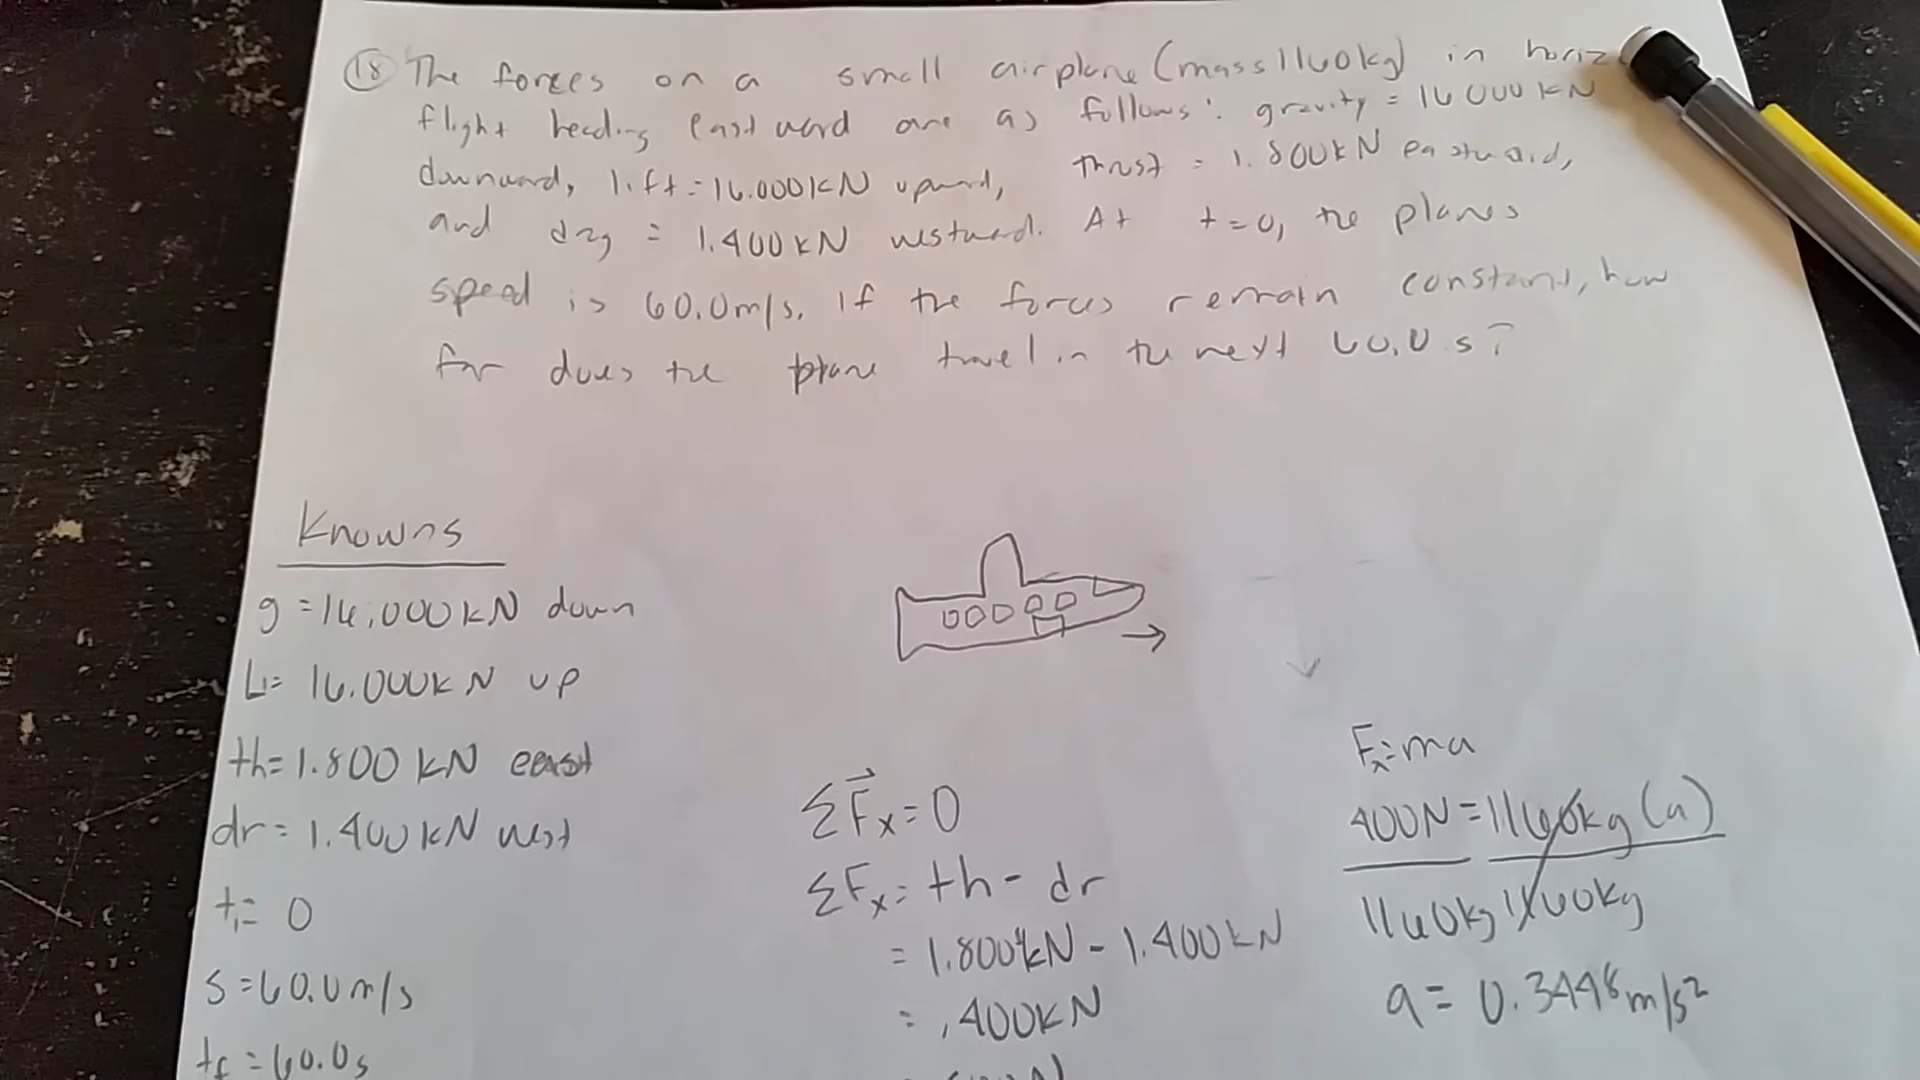 18 The forces on a small airplane (mass 1160kg) in horiz
flight heading eastward are as follows: gravity = 16 000 kN
downward, lift = 16.000 kN upward, thrust = 1.800 kN eastward,
and drag = 1.400 kN westward. At t=0, the planes
speed is 60.0m/s. If the forces remain constant, how
far does the plane travel in the next 60.0 s?
Knowns
g = 16.000 kN down
L = 16.000 kN up
th = 1.800 kN east
dr = 1.400 kN west
t₁ = 0
s = 60.0 m/s
tf = 60.0s
ΣF⃗x = 0
ΣFx = th - dr
= 1.800 kN - 1.400 kN
= .400 kN
Fx = ma
400N = 1160kg (a)
1160kg 1160kg
a = 0.3448 m/s²